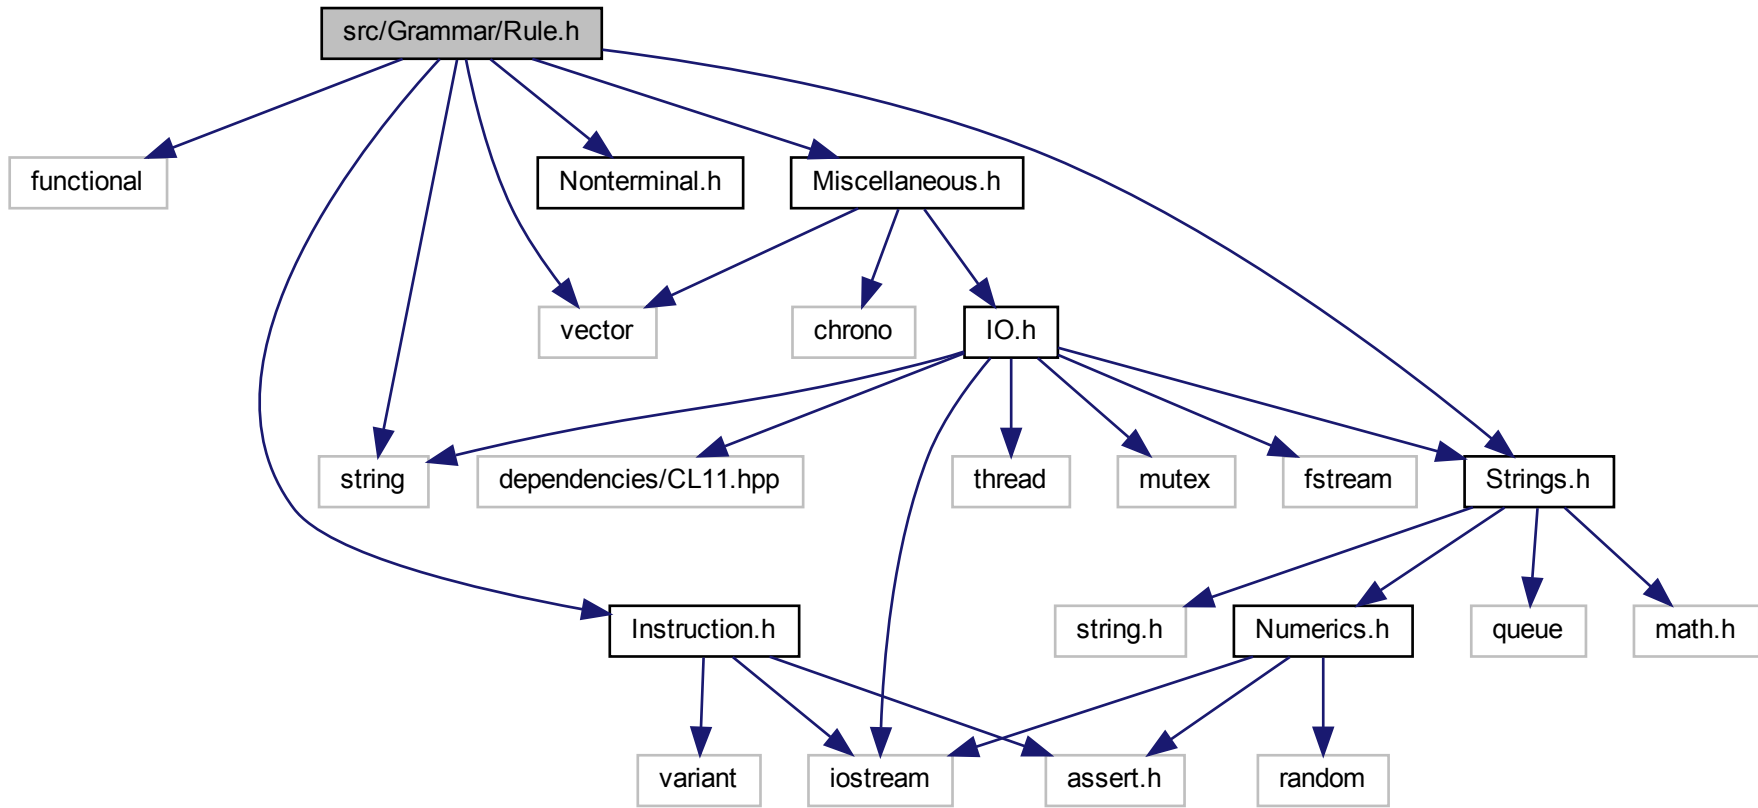 src/Grammar/Rule.h
functional
Nonterminal.h
Miscellaneous.h
vector
chrono
IO.h
string
dependencies/CL11.hpp
thread
mutex
fstream
Strings.h
Instruction.h
string.h
Numerics.h
queue
math.h
variant
iostream
assert.h
random